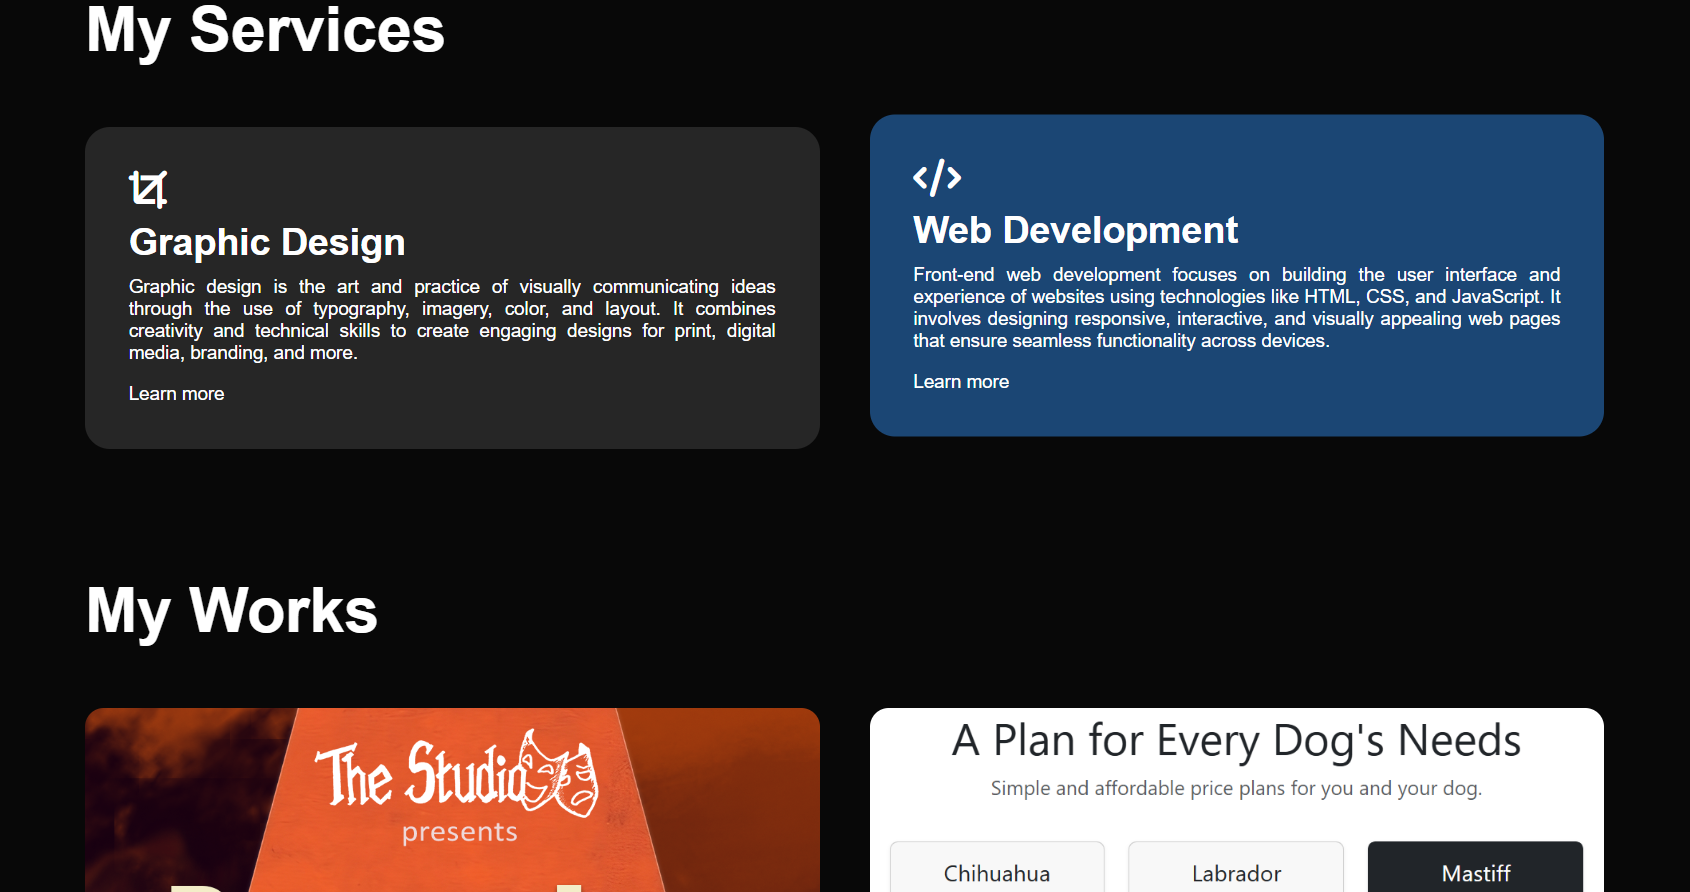 My Services
Graphic Design
Graphic design is the art and practice of visually communicating ideas
through the use of typography, imagery, color, and layout. It combines
creativity and technical skills to create engaging designs for print, digital
media, branding, and more.
Learn more
Web Development
Front-end web development focuses on building the user interface and
experience of websites using technologies like HTML, CSS, and JavaScript. It
involves designing responsive, interactive, and visually appealing web pages
that ensure seamless functionality across devices.
Learn more
My Works
The Studio
presents
A Plan for Every Dog's Needs
Simple and affordable price plans for you and your dog.
Chihuahua
Labrador
Mastiff